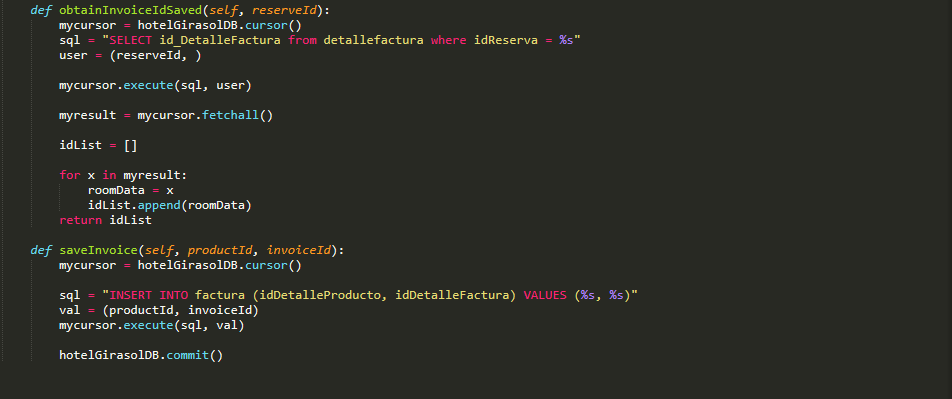 def obtainInvoiceIdSaved(self, reserveId):
mycursor = hotelGirasolDB.cursor()
sql = "SELECT id_DetalleFactura from detallefactura where idReserva = %s"
user = (reserveId, )
mycursor.execute(sql, user)
myresult = mycursor.fetchall()
idList = []
for x in myresult:
roomData = x
idList.append(roomData)
return idList
def saveInvoice(self, productId, invoiceId):
mycursor = hotelGirasolDB.cursor()
sql = "INSERT INTO factura (idDetalleProducto, idDetalleFactura) VALUES (%s, %s)"
val = (productId, invoiceId)
mycursor.execute(sql, val)
hotelGirasolDB.commit()